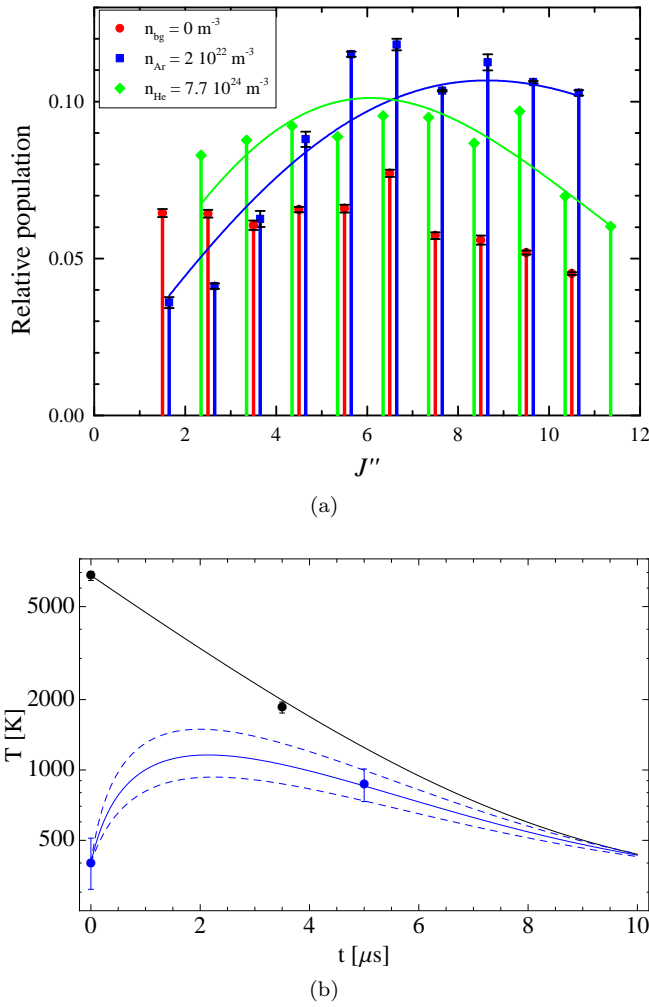 n_bg = 0 m^-3
n_Ar = 2 10^22 m^-3
n_He = 7.7 10^24 m^-3
0.10
0.05
0.00
Relative population
0 2 4 6 8 10 12
J''
(a)
5000
2000
1000
500
T [K]
0 2 4 6 8 10
t [μs]
(b)